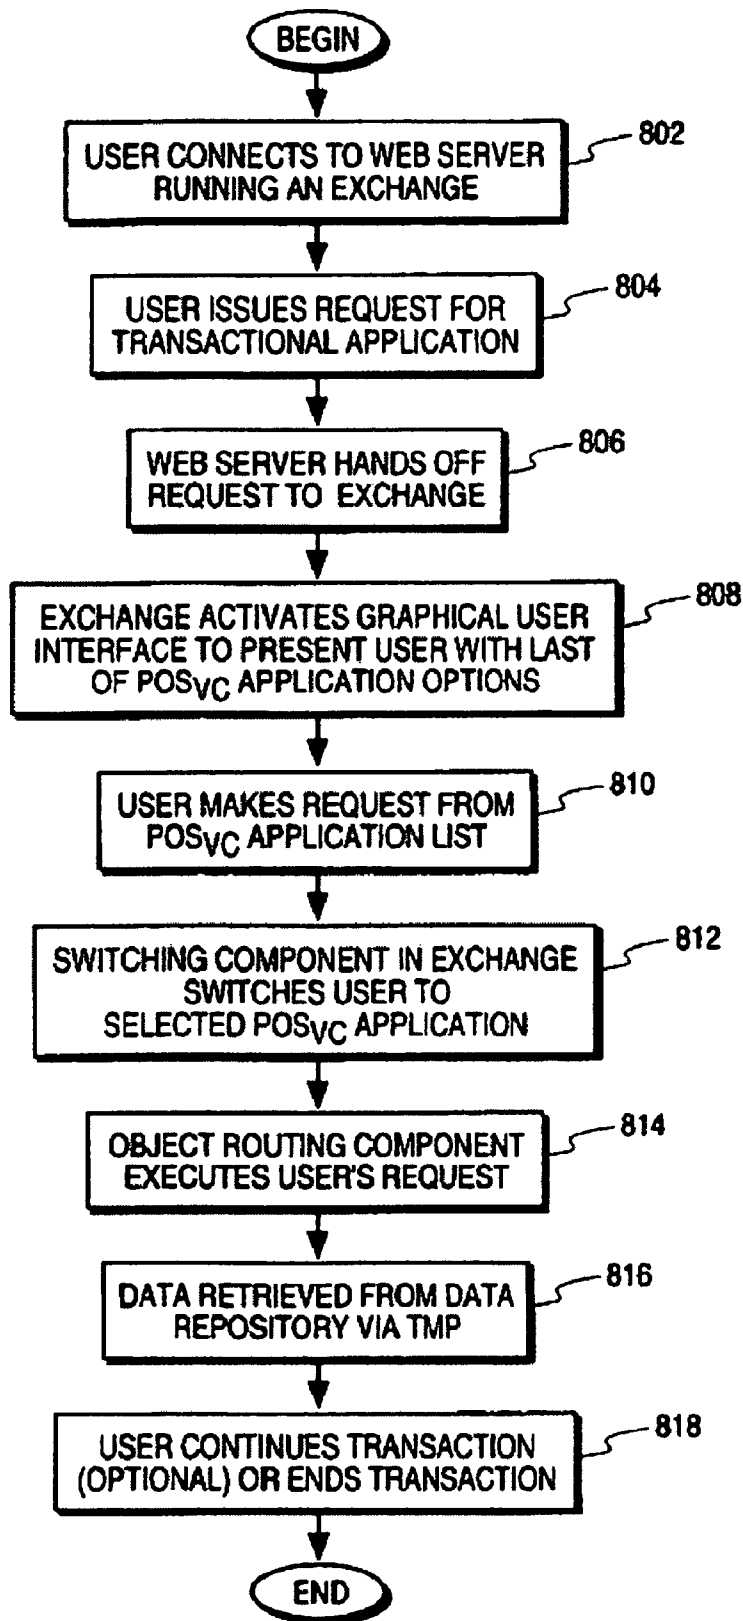 BEGIN
802
USER CONNECTS TO WEB SERVER
RUNNING AN EXCHANGE
804
USER ISSUES REQUEST FOR
TRANSACTIONAL APPLICATION
806
WEB SERVER HANDS OFF
REQUEST TO EXCHANGE
808
EXCHANGE ACTIVATES GRAPHICAL USER
INTERFACE TO PRESENT USER WITH LAST
OF POSVC APPLICATION OPTIONS
810
USER MAKES REQUEST FROM
POSVC APPLICATION LIST
812
SWITCHING COMPONENT IN EXCHANGE
SWITCHES USER TO
SELECTED POSVC APPLICATION
814
OBJECT ROUTING COMPONENT
EXECUTES USER'S REQUEST
816
DATA RETRIEVED FROM DATA
REPOSITORY VIA TMP
818
USER CONTINUES TRANSACTION
(OPTIONAL) OR ENDS TRANSACTION
END